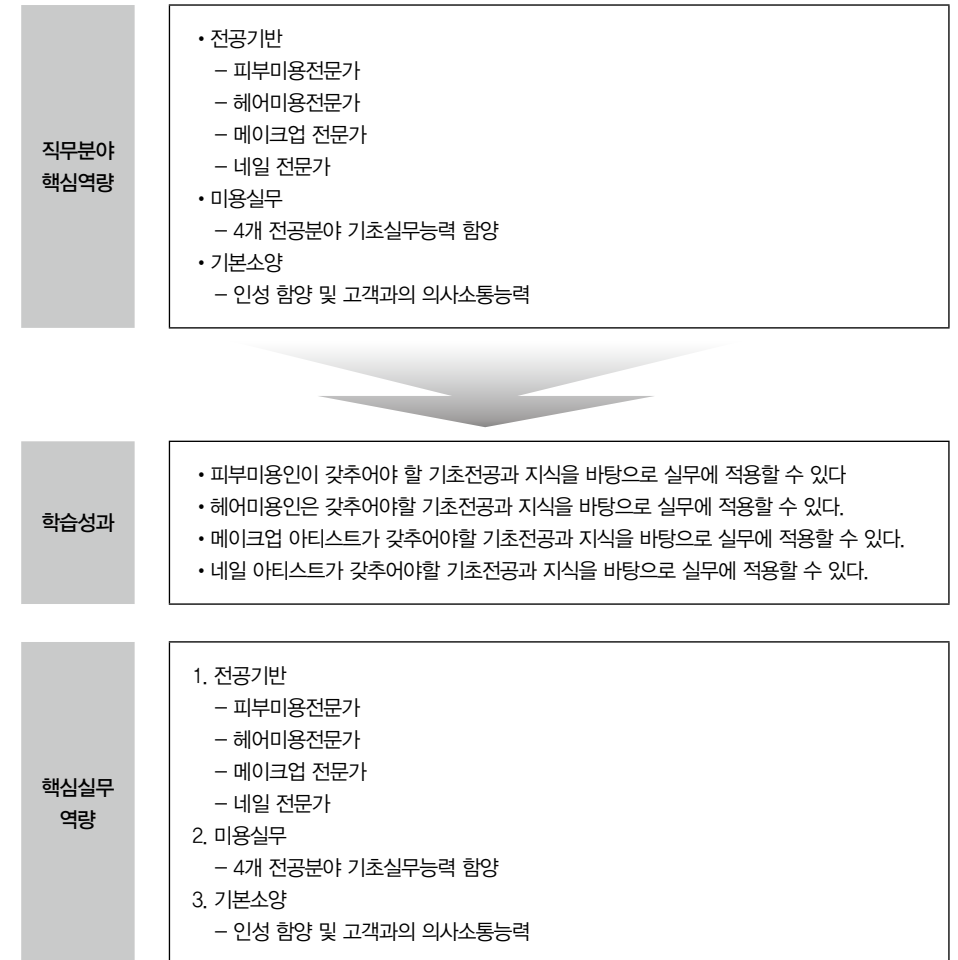 직무분야
핵심역량
• 전공기반
– 피부미용전문가
– 헤어미용전문가
– 메이크업 전문가
– 네일 전문가
• 미용실무
– 4개 전공분야 기초실무능력 함양
• 기본소양
– 인성 함양 및 고객과의 의사소통능력
학습성과
• 피부미용인이 갖추어야 할 기초전공과 지식을 바탕으로 실무에 적용할 수 있다
• 헤어미용인은 갖추어야할 기초전공과 지식을 바탕으로 실무에 적용할 수 있다.
• 메이크업 아티스트가 갖추어야할 기초전공과 지식을 바탕으로 실무에 적용할 수 있다.
• 네일 아티스트가 갖추어야할 기초전공과 지식을 바탕으로 실무에 적용할 수 있다.
핵심실무
역량
1. 전공기반
– 피부미용전문가
– 헤어미용전문가
– 메이크업 전문가
– 네일 전문가
2. 미용실무
– 4개 전공분야 기초실무능력 함양
3. 기본소양
– 인성 함양 및 고객과의 의사소통능력